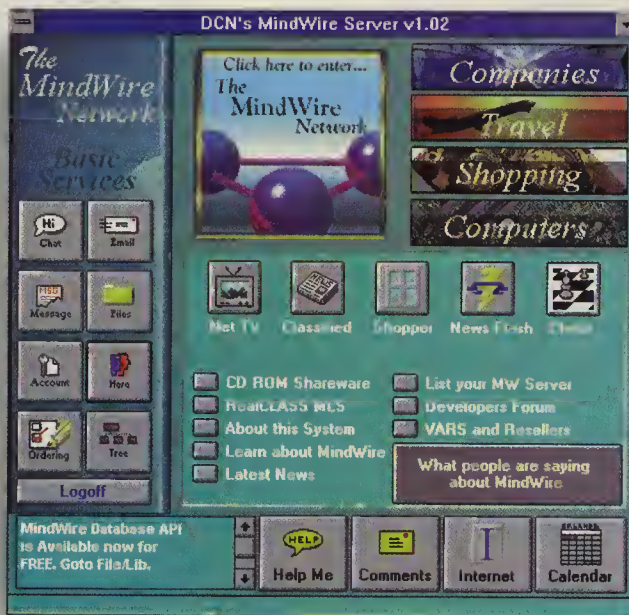 DCN's MindWire Server v1.02
The
MindWire
Network
Basic
Services
Hi
Chat
Email
MSG
Message
Files
Account
Here
Ordering
Tree
Logoff
Click here to enter...
The
MindWire
Network
Companies
Travel
Shopping
Computers
Net TV
NEWS
Classified
Shopper
News Flash
Chess
CD ROM Shareware
RealCLASS MLS
About this System
Learn about MindWire
Latest News
List your MW Server
Developers Forum
VARS and Resellers
What people are saying
about MindWire
MindWire Database API
is Available now for
FREE. Goto File/Lib.
HELP
Help Me
Comments
I
Internet
Calendar